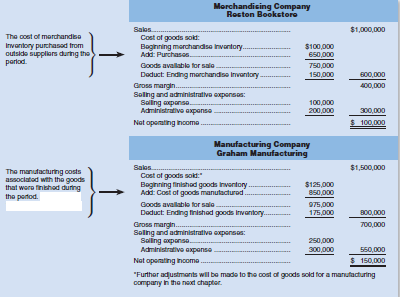 Merchandising Company
Reston Bookstore
The cost of merchandise
inventory purchased from
outside suppliers during the
period.
Sales $1,000,000
Cost of goods sold:
Beginning merchandise inventory $100,000
Add: Purchases 650,000
Goods available for sale 750,000
Deduct: Ending merchandise inventory 150,000 600,000
Gross margin 400,000
Selling and administrative expenses:
Selling expense 100,000
Administrative expense 200,000 300,000
Net operating income $ 100,000
Manufacturing Company
Graham Manufacturing
The manufacturing costs
associated with the goods
that were finished during
the period.
Sales $1,500,000
Cost of goods sold:*
Beginning finished goods inventory $125,000
Add: Cost of goods manufactured 850,000
Goods available for sale 975,000
Deduct: Ending finished goods inventory 175,000 800,000
Gross margin 700,000
Selling and administrative expenses:
Selling expense 250,000
Administrative expense 300,000 550,000
Net operating income $ 150,000
*Further adjustments will be made to the cost of goods sold for a manufacturing
company in the next chapter.